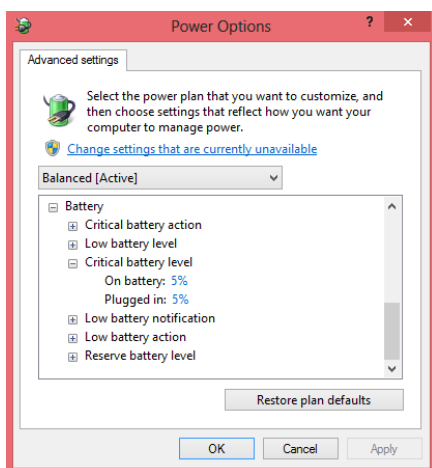 Power Options
?
×
Advanced settings
Select the power plan that you want to customize, and
then choose settings that reflect how you want your
computer to manage power.
Change settings that are currently unavailable
Balanced [Active]
Battery
Critical battery action
Low battery level
Critical battery level
On battery: 5%
Plugged in: 5%
Low battery notification
Low battery action
Reserve battery level
Restore plan defaults
OK Cancel Apply